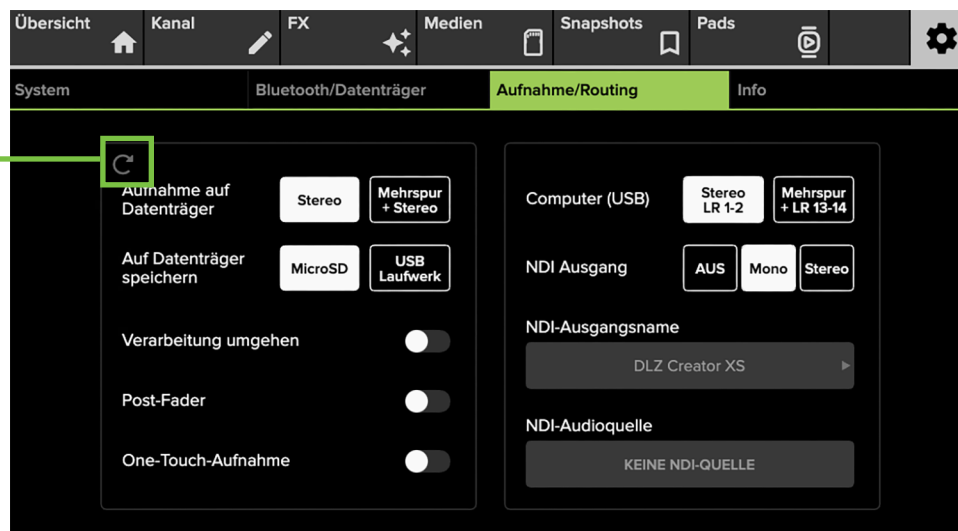 Übersicht
Kanal
FX
Medien
Snapshots
Pads
System
Bluetooth/Datenträger
Aufnahme/Routing
Info
Aufnahme auf
Datenträger
Stereo
Mehrspur
+ Stereo
Auf Datenträger
speichern
MicroSD
USB
Laufwerk
Verarbeitung umgehen
Post-Fader
One-Touch-Aufnahme
Computer (USB)
Stereo
LR 1-2
Mehrspur
+ LR 13-14
NDI Ausgang
AUS
Mono
Stereo
NDI-Ausgangsname
DLZ Creator XS
NDI-Audioquelle
KEINE NDI-QUELLE